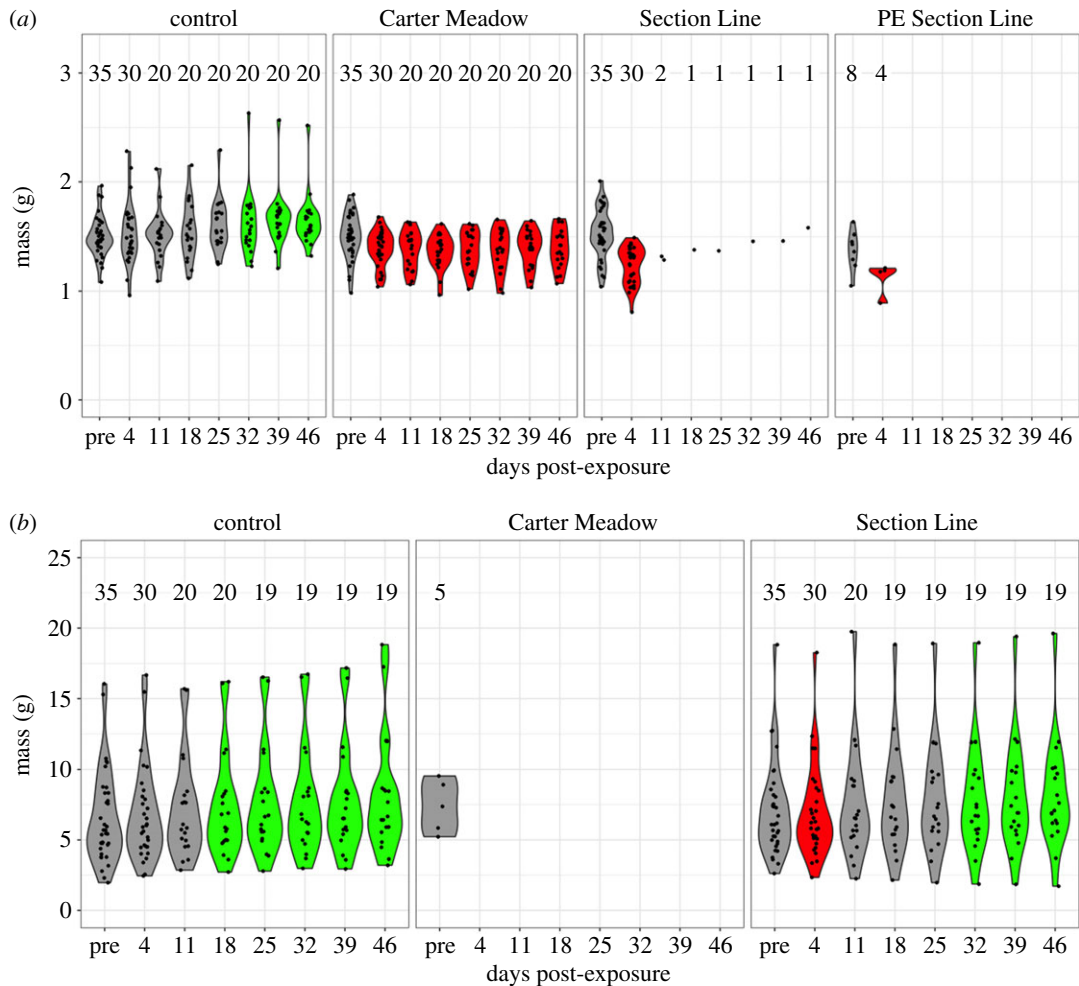 (a) control Carter Meadow Section Line PE Section Line
35 30 20 20 20 20 20 20 35 30 20 20 20 20 20 20 35 30 2 1 1 1 1 1 8 4
3
2
1
0
mass (g)
pre 4 11 18 25 32 39 46 pre 4 11 18 25 32 39 46 pre 4 11 18 25 32 39 46 pre 4 11 18 25 32 39 46
days post-exposure
(b) control Carter Meadow Section Line
25
35 30 20 20 19 19 19 19 5 35 30 20 19 19 19 19 19
20
15
10
5
0
mass (g)
pre 4 11 18 25 32 39 46 pre 4 11 18 25 32 39 46 pre 4 11 18 25 32 39 46
days post-exposure